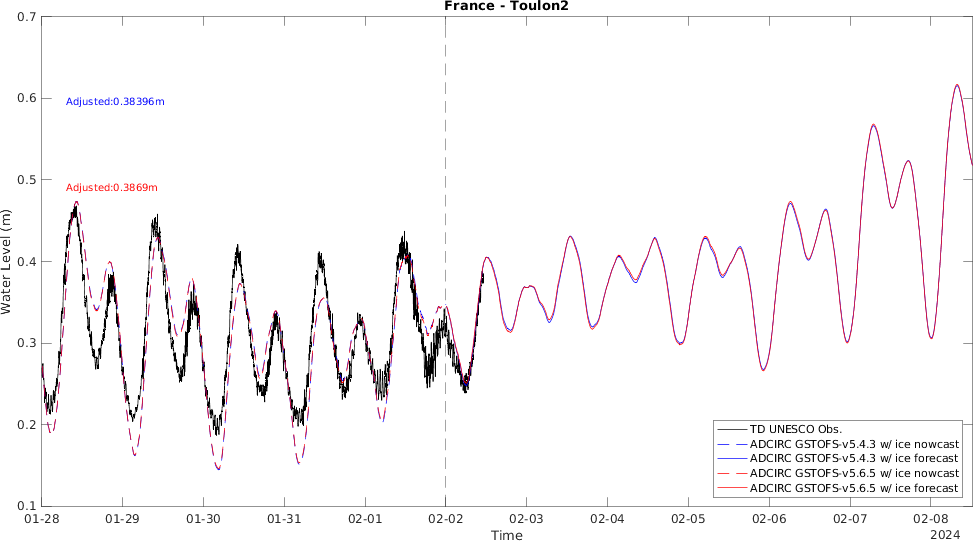 France - Toulon2
0.7
0.6
0.5
0.4
0.3
0.2
0.1
Water Level (m)
Adjusted:0.38396m
Adjusted:0.3869m
TD UNESCO Obs.
ADCIRC GSTOFS-v5.4.3 w/ ice nowcast
ADCIRC GSTOFS-v5.4.3 w/ ice forecast
ADCIRC GSTOFS-v5.6.5 w/ ice nowcast
ADCIRC GSTOFS-v5.6.5 w/ ice forecast
01-28 01-29 01-30 01-31 02-01 02-02 02-03 02-04 02-05 02-06 02-07 02-08
2024
Time